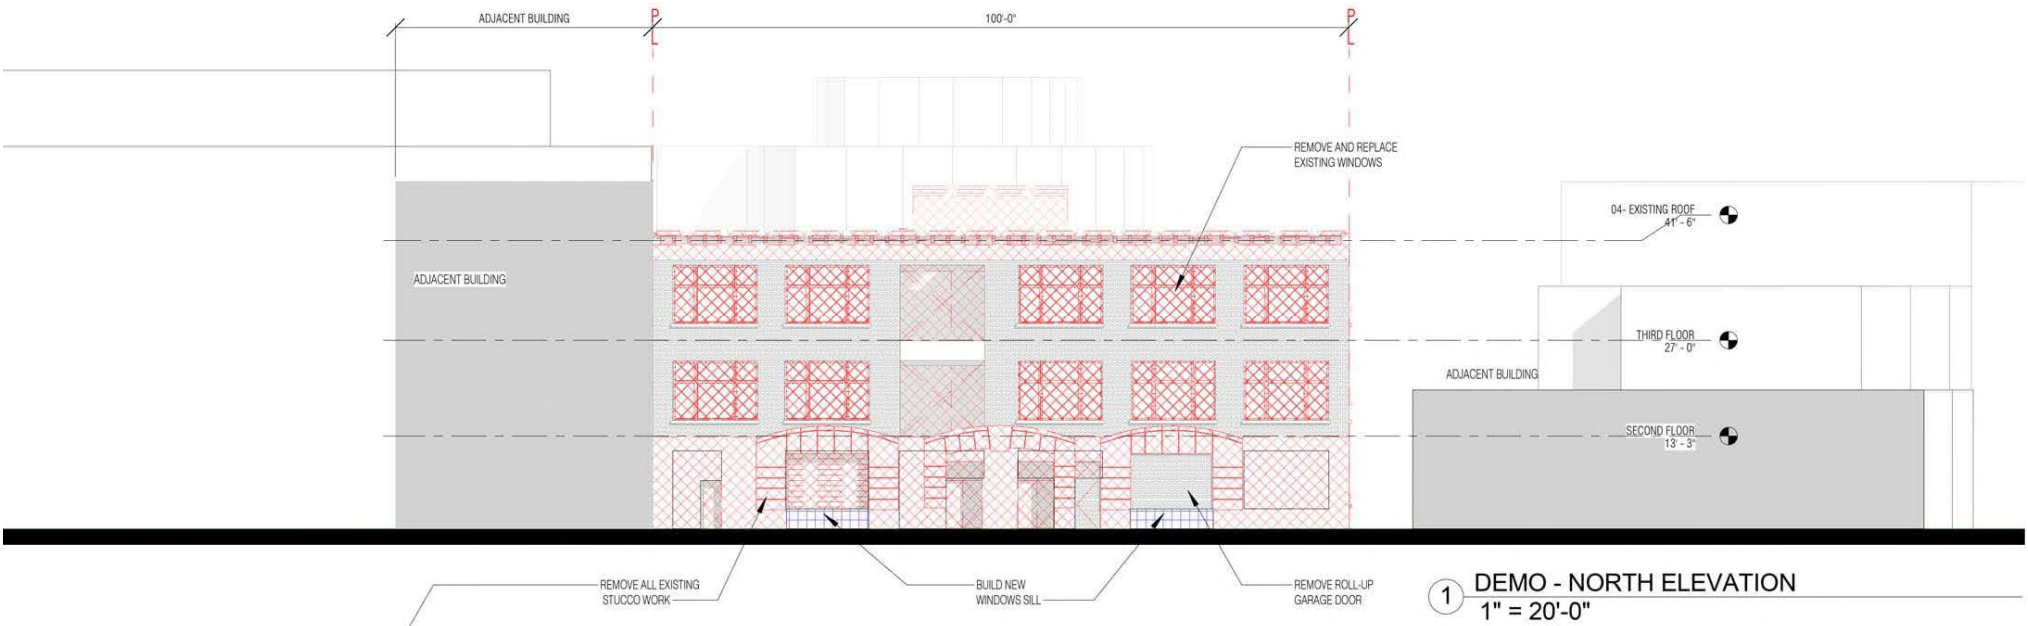 ADJACENT BUILDING
P
L
100'-0"
P
L
REMOVE AND REPLACE
EXISTING WINDOWS
04- EXISTING ROOF
41' - 6"
ADJACENT BUILDING
THIRD FLOOR
27' - 0"
ADJACENT BUILDING
SECOND FLOOR
13' - 3"
REMOVE ALL EXISTING
STUCCO WORK
BUILD NEW
WINDOWS SILL
REMOVE ROLL-UP
GARAGE DOOR
1
DEMO - NORTH ELEVATION
1" = 20'-0"